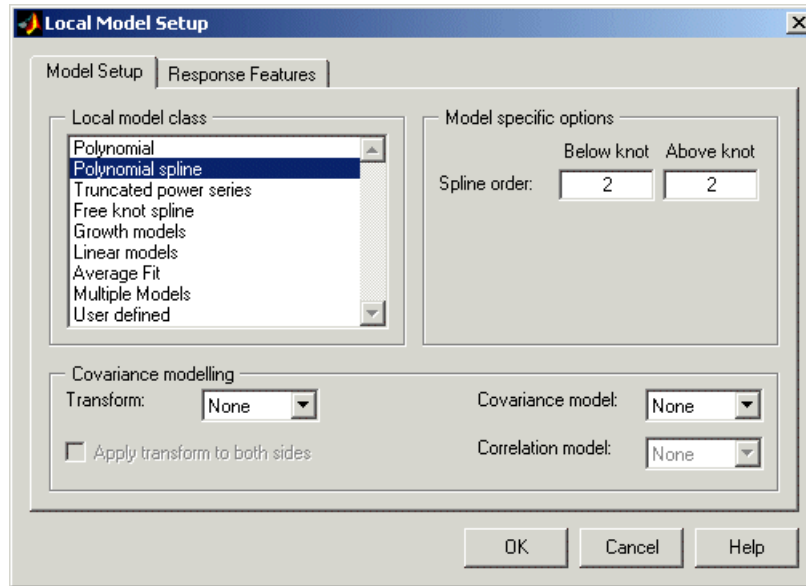 Local Model Setup
Model Setup
Response Features
Local model class
Polynomial
Polynomial spline
Truncated power series
Free knot spline
Growth models
Linear models
Average Fit
Multiple Models
User defined
Model specific options
Below knot Above knot
Spline order: 2 2
Covariance modelling
Transform: None
Apply transform to both sides
Covariance model: None
Correlation model: None
OK Cancel Help